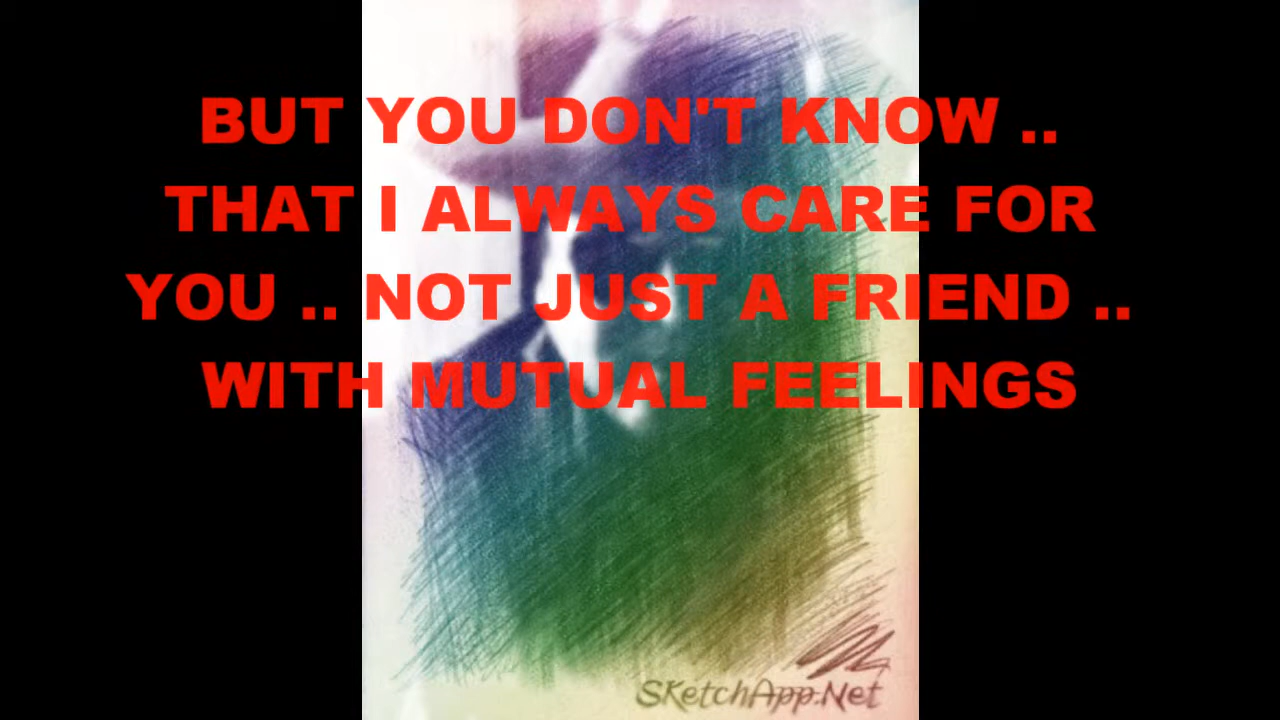 BUT YOU DON'T KNOW ..
THAT I ALWAYS CARE FOR
YOU .. NOT JUST A FRIEND ..
WITH MUTUAL FEELINGS
SKetchApp.Net